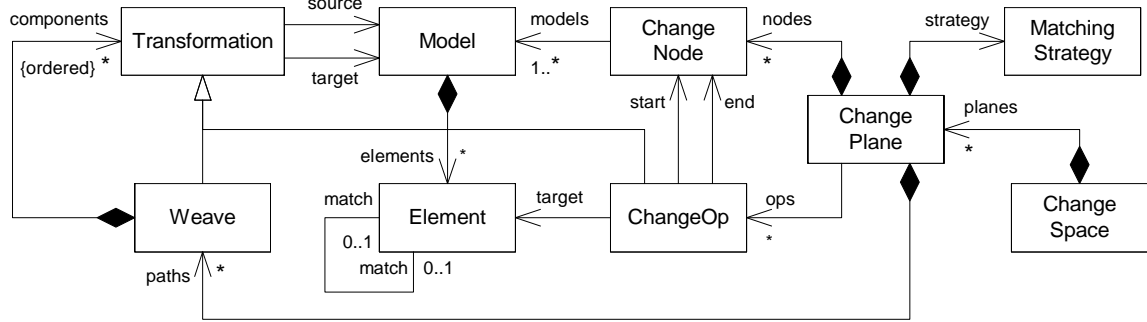 components
source
models
nodes
strategy
Transformation
Model
Change
Node
Matching
Strategy
{ordered} *
target
1..*
*
start
end
Change
Plane
planes
*
elements *
match
target
ops
Weave
Element
ChangeOp
Change
Space
0..1
*
match 0..1
paths *